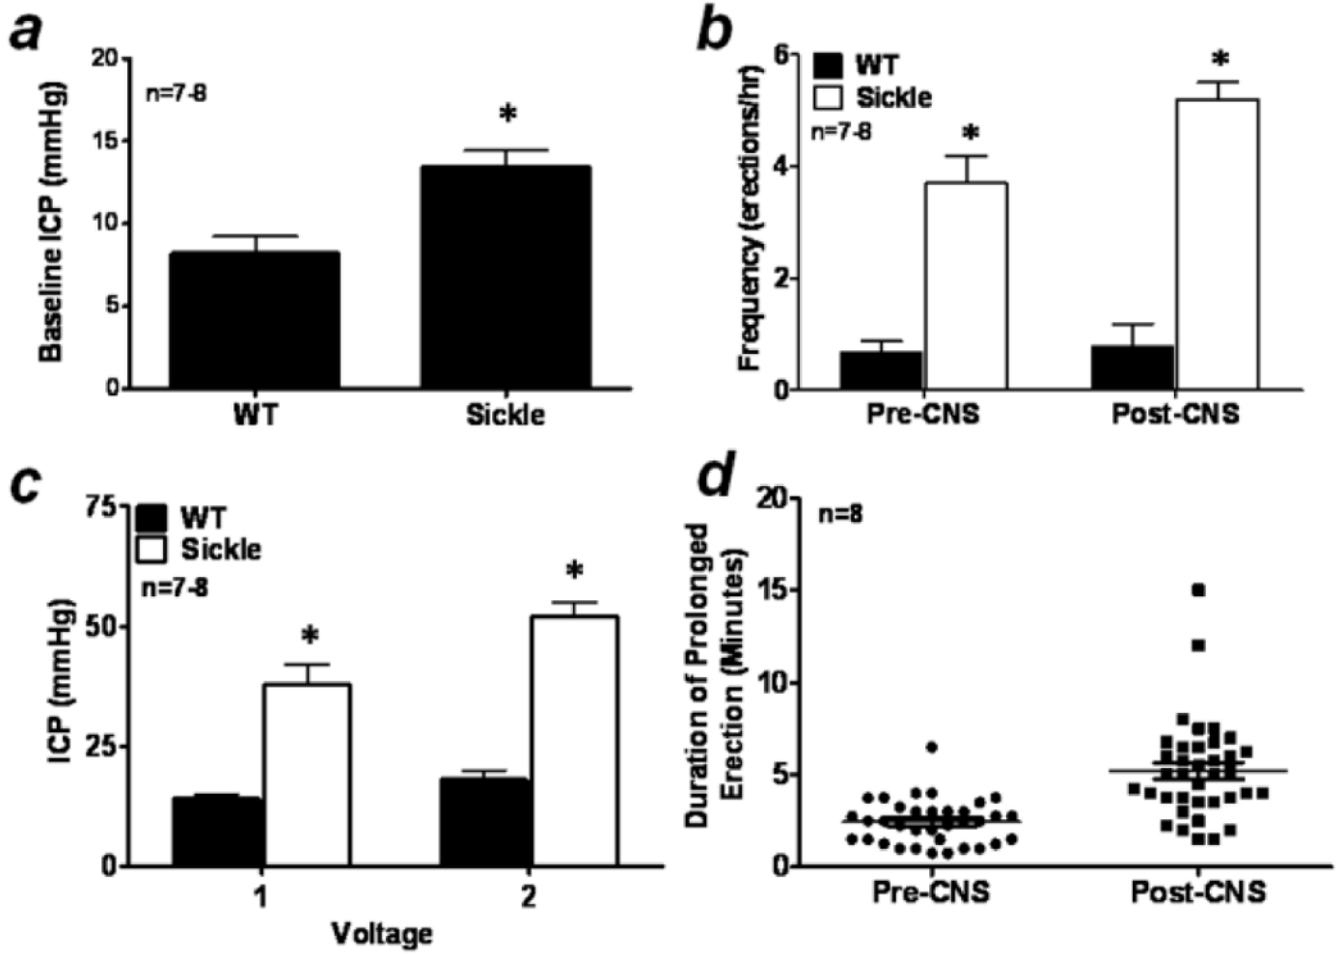 a
Baseline ICP (mmHg)
20
15
10
5
0
n=7-8
*
WT
Sickle
b
Frequency (erections/hr)
6
4
2
0
WT
Sickle
n=7-8
*
*
Pre-CNS
Post-CNS
c
ICP (mmHg)
75
50
25
0
WT
Sickle
n=7-8
*
*
1
2
Voltage
d
Duration of Prolonged
Erection (Minutes)
20
15
10
5
0
n=8
Pre-CNS
Post-CNS